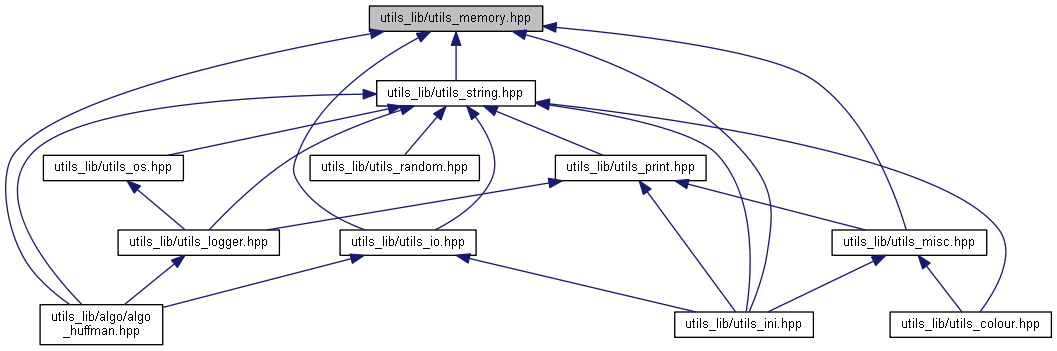 utils_lib/utils_memory.hpp
utils_lib/utils_string.hpp
utils_lib/utils_os.hpp
utils_lib/utils_random.hpp
utils_lib/utils_print.hpp
utils_lib/utils_logger.hpp
utils_lib/utils_io.hpp
utils_lib/utils_misc.hpp
utils_lib/algo/algo
_huffman.hpp
utils_lib/utils_ini.hpp
utils_lib/utils_colour.hpp